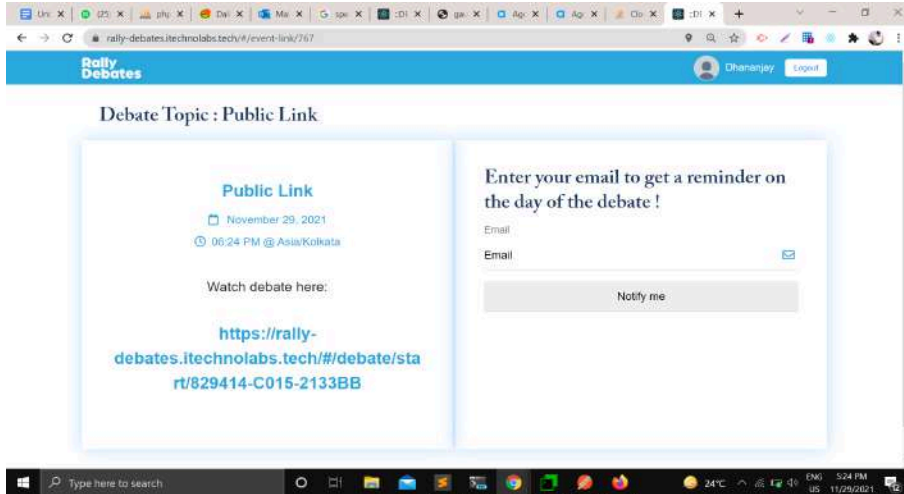 rally-debates.itechnolabs.tech/#/event-link/767
Rally
Debates
Dhananjay
Logout
Debate Topic : Public Link
Public Link
November 29, 2021
06:24 PM @ Asia/Kolkata
Watch debate here:
https://rally-
debates.itechnolabs.tech/#/debate/sta
rt/829414-C015-2133BB
Enter your email to get a reminder on
the day of the debate !
Email
Email
Notify me
Type here to search
24°C
ENG
US
5:24 PM
11/29/2021